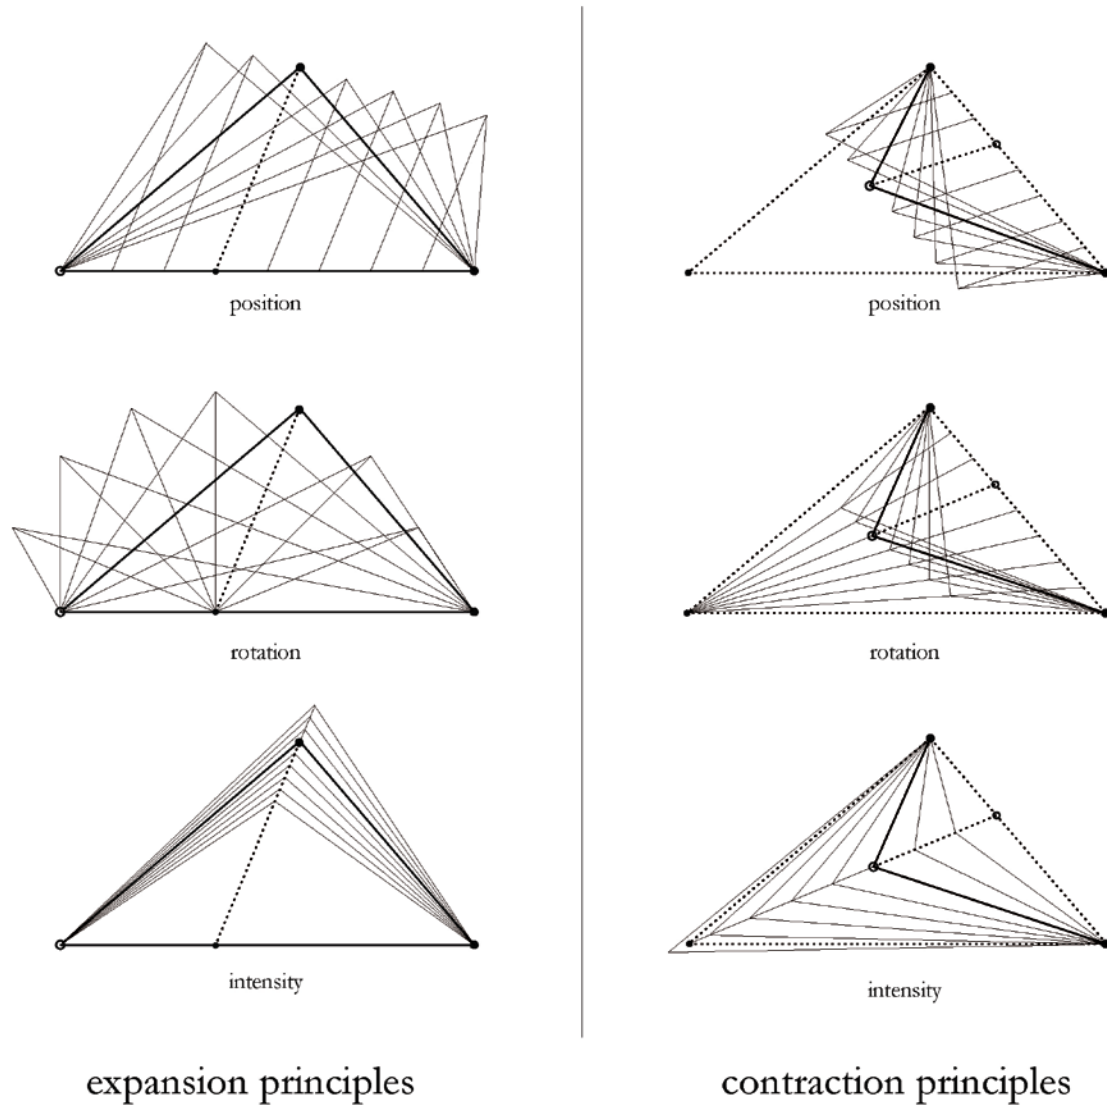 position
rotation
intensity
expansion principles
position
rotation
intensity
contraction principles